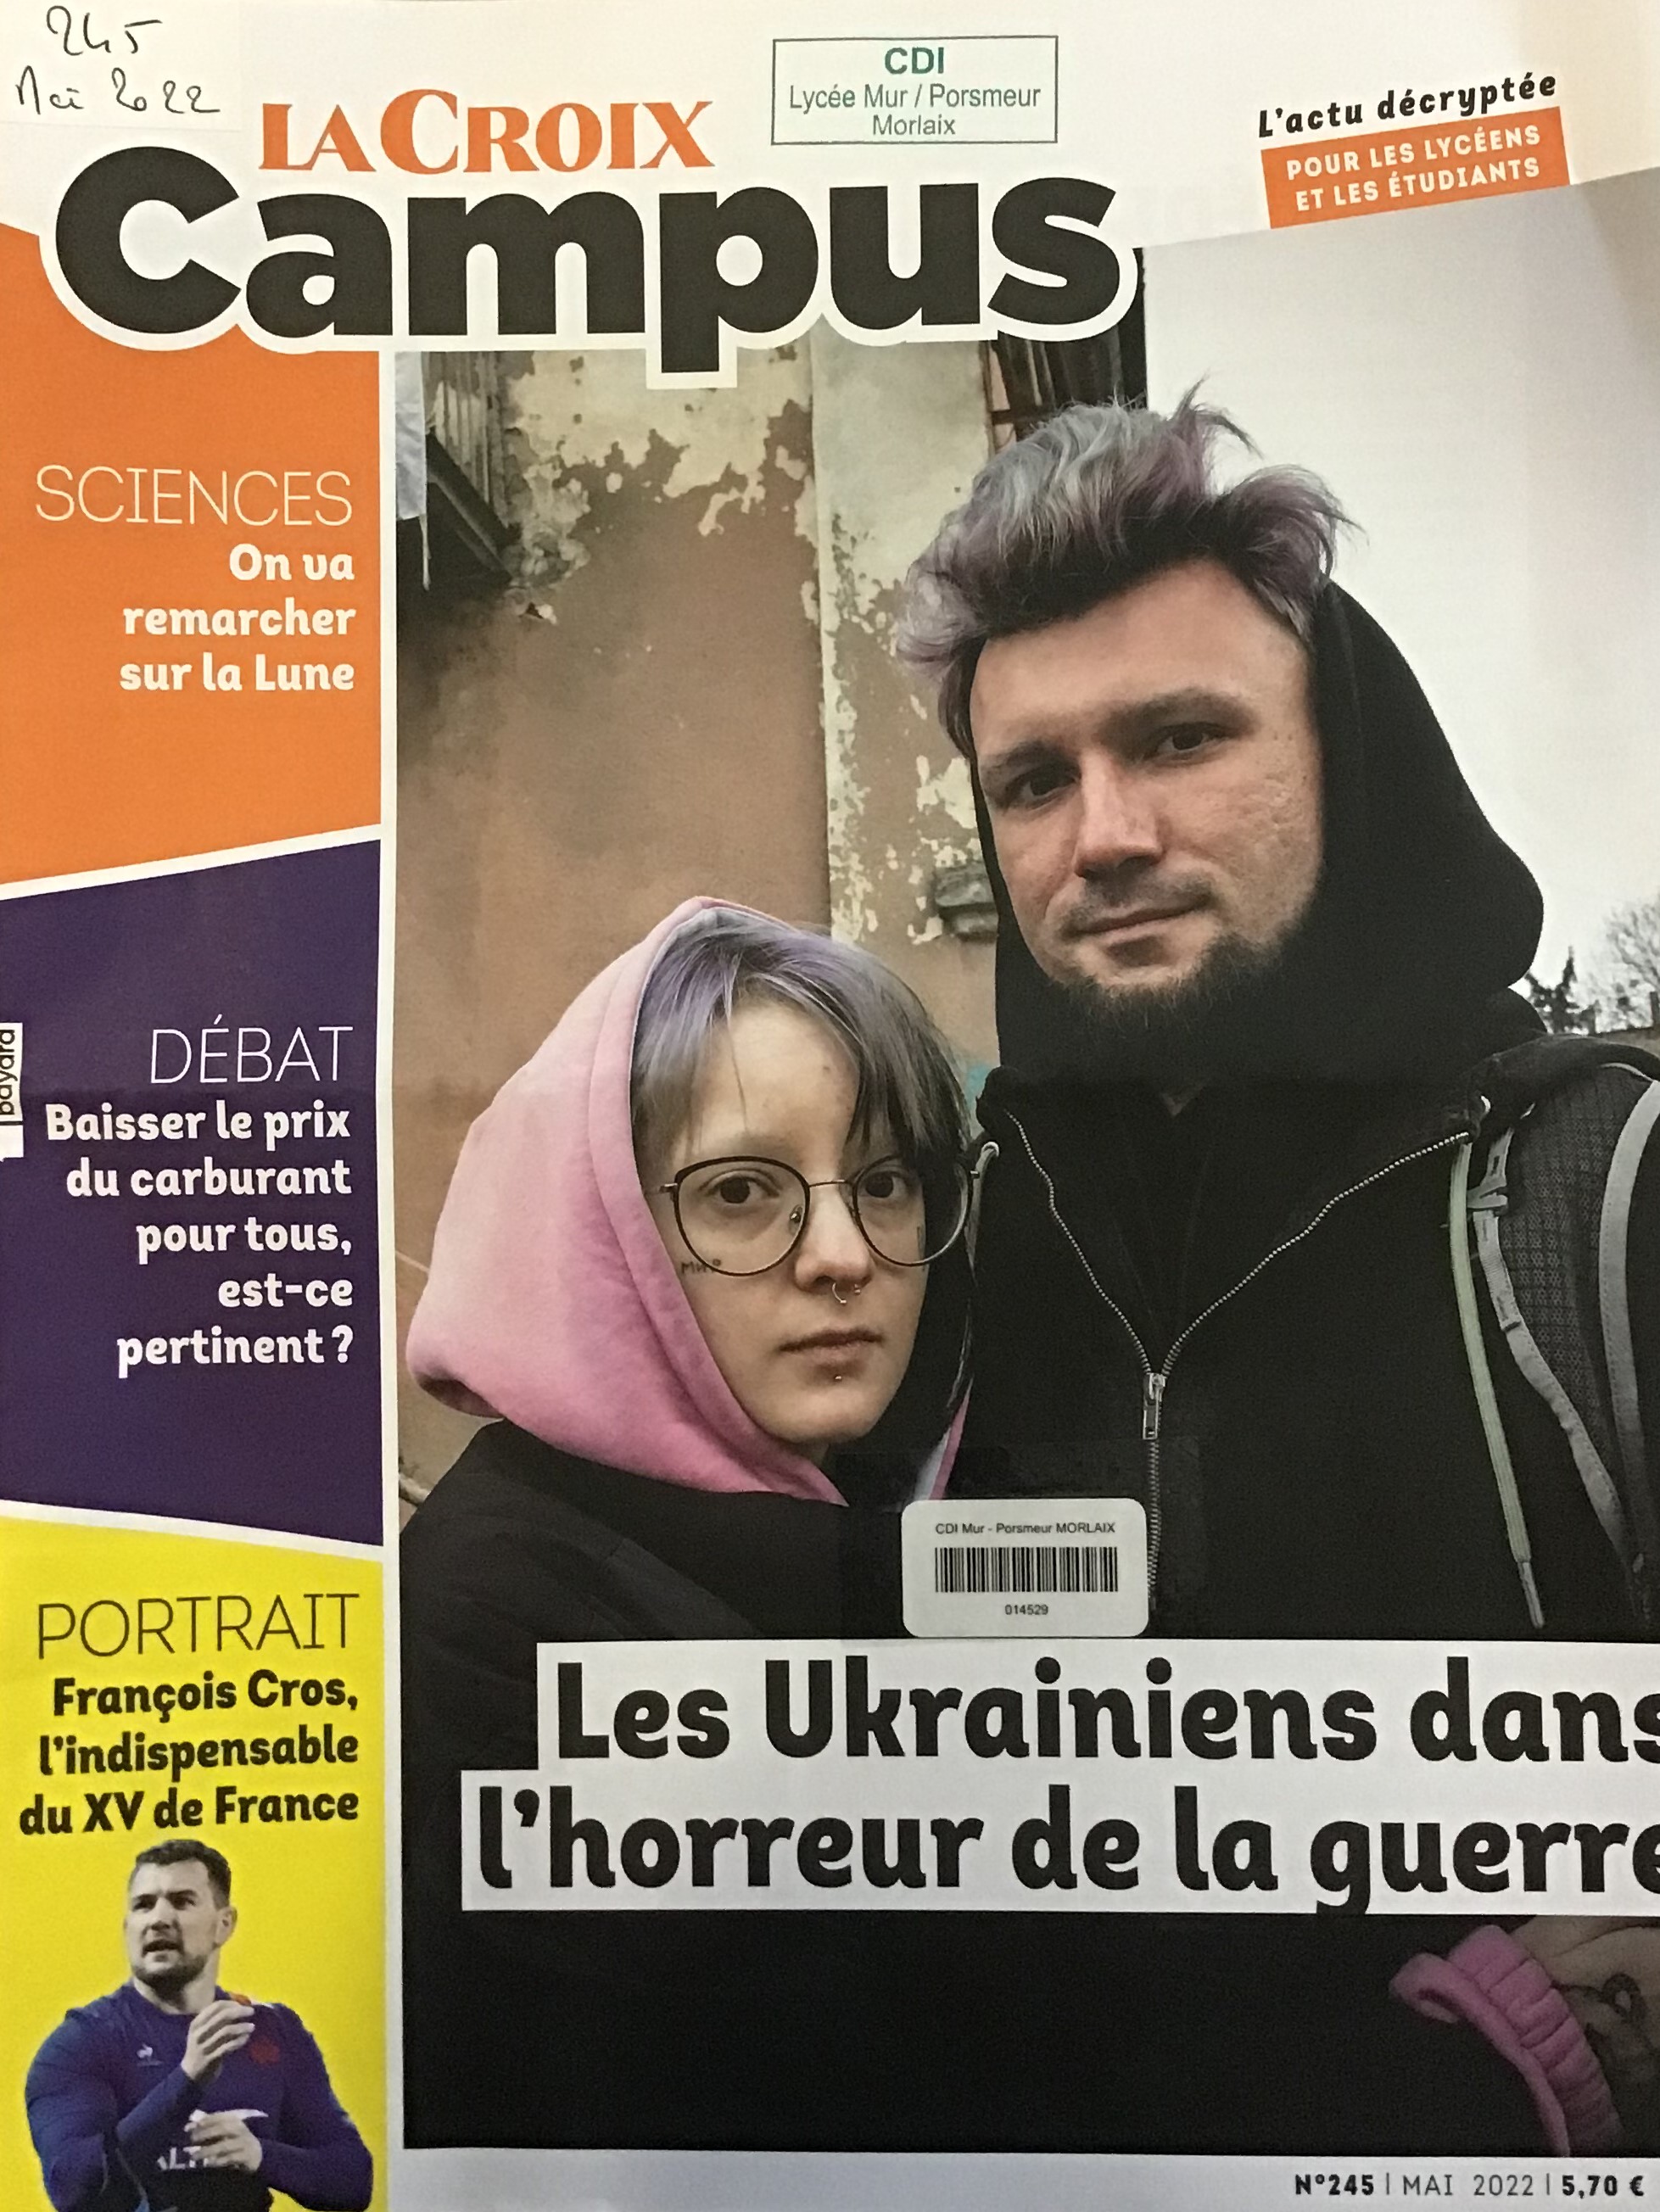 245
Mai 2022
CDI
Lycée Mur / Porsmeur
Morlaix
LA CROIX
Campus
L'actu décryptée
POUR LES LYCÉENS
ET LES ÉTUDIANTS
SCIENCES
On va
remarcher
sur la Lune
DÉBAT
Baisser le prix
du carburant
pour tous,
est-ce
pertinent ?
bayard
PORTRAIT
François Cros,
l'indispensable
du XV de France
CDI Mur - Porsmeur MORLAIX
014529
Les Ukrainiens dans
l'horreur de la guerre
N°245 | MAI 2022 | 5,70 €